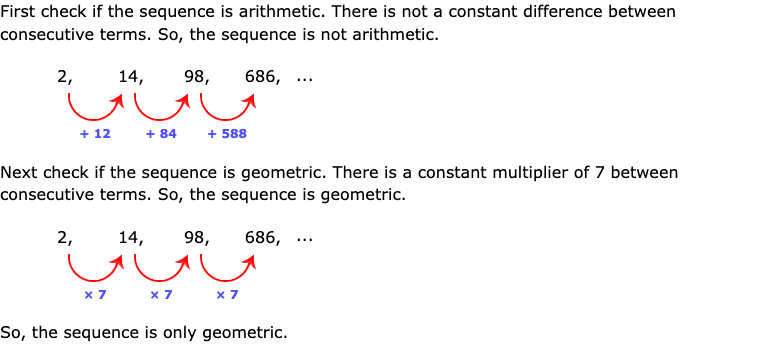 First check if the sequence is arithmetic. There is not a constant difference between
consecutive terms. So, the sequence is not arithmetic.
2, 14, 98, 686, ...
+ 12 + 84 + 588
Next check if the sequence is geometric. There is a constant multiplier of 7 between
consecutive terms. So, the sequence is geometric.
2, 14, 98, 686, ...
× 7 × 7 × 7
So, the sequence is only geometric.